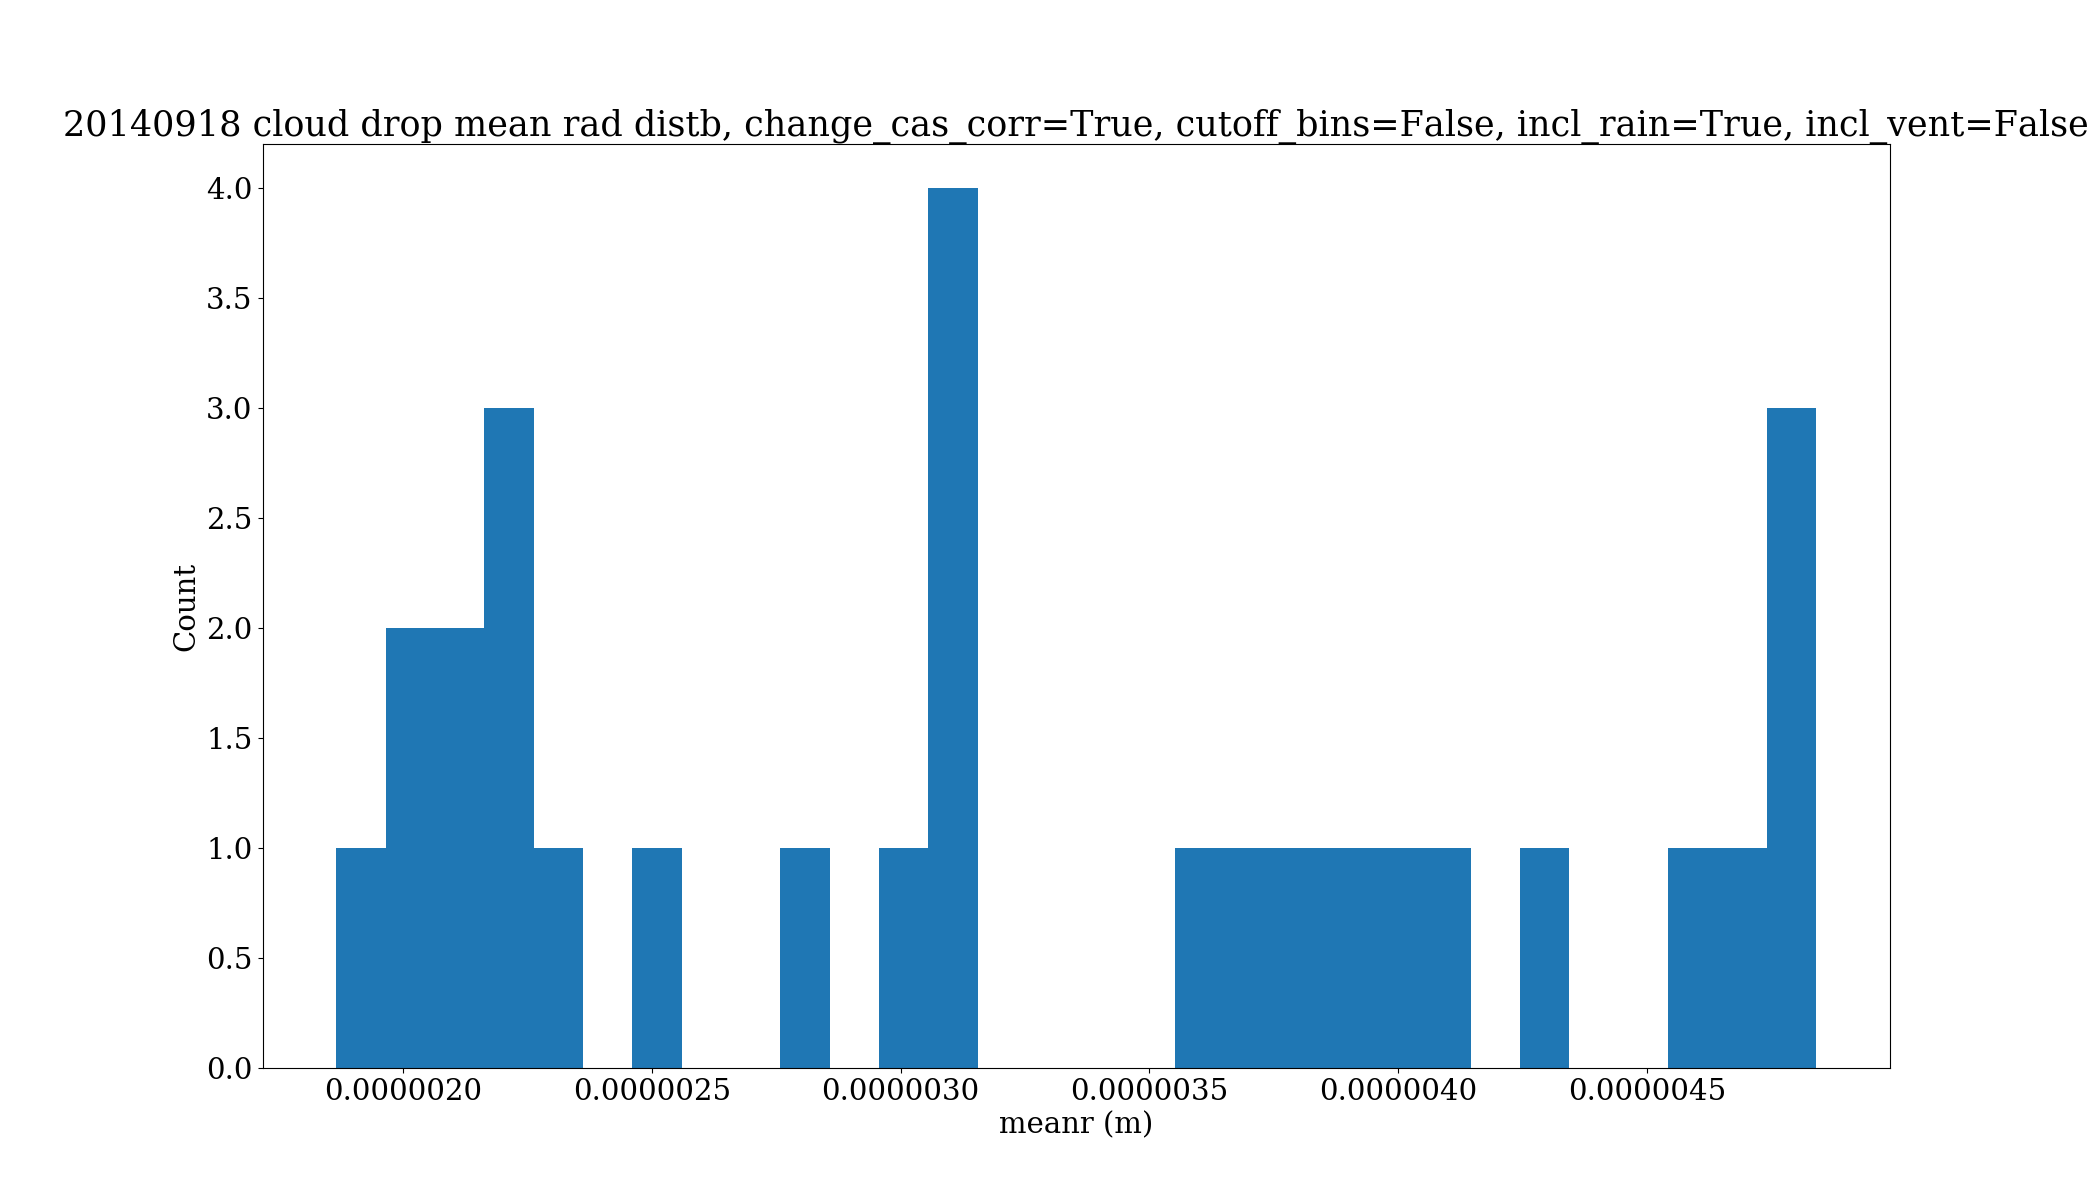 20140918 cloud drop mean rad distb, change_cas_corr=True, cutoff_bins=False, incl_rain=True, incl_vent=False
4.0
3.5
3.0
2.5
2.0
1.5
1.0
0.5
0.0
Count
0.0000020 0.0000025 0.0000030 0.0000035 0.0000040 0.0000045
meanr (m)